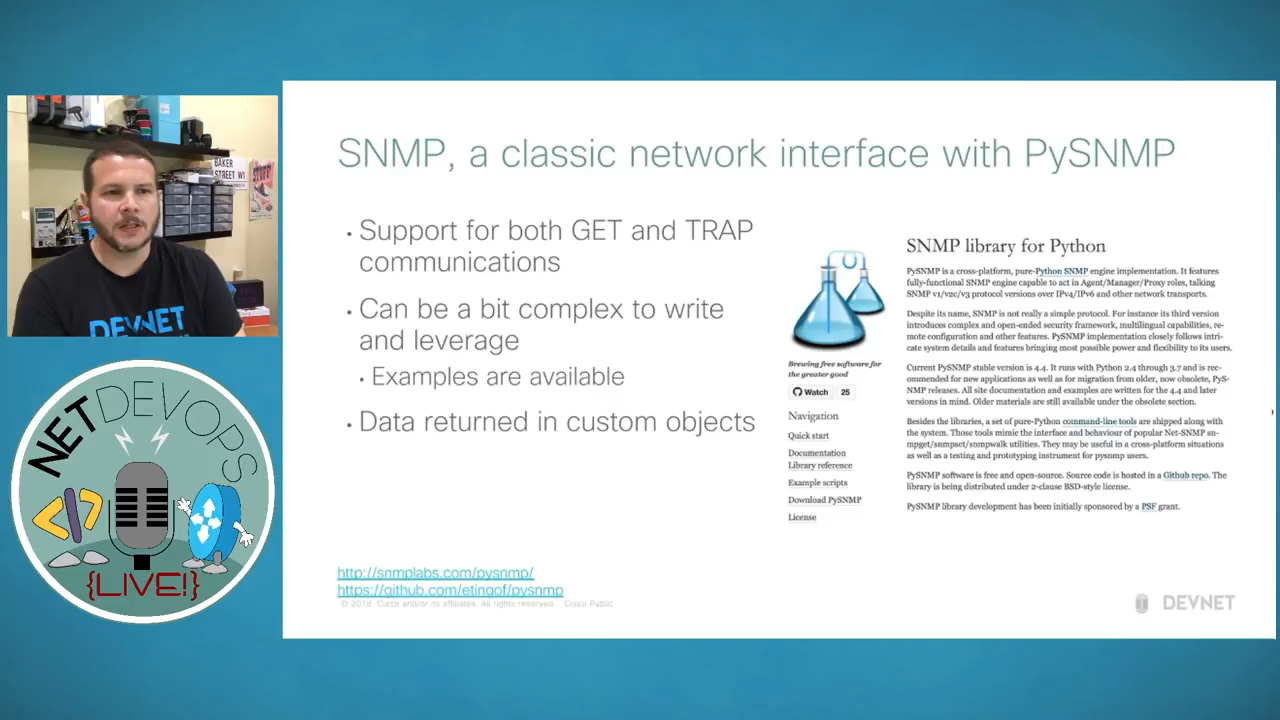 SNMP, a classic network interface with PySNMP
• Support for both GET and TRAP
communications
• Can be a bit complex to write
and leverage
• Examples are available
• Data returned in custom objects
http://snmplabs.com/pysnmp/
https://github.com/etingof/pysnmp
© 2018 Cisco and/or its affiliates. All rights reserved. Cisco Public
Brewing free software for
the greater good
Watch 25
Navigation
Quick start
Documentation
Library reference
Example scripts
Download PySNMP
License
SNMP library for Python
PySNMP is a cross-platform, pure-Python SNMP engine implementation. It features
fully-functional SNMP engine capable to act in Agent/Manager/Proxy roles, talking
SNMP v1/v2c/v3 protocol versions over IPv4/IPv6 and other network transports.
Despite its name, SNMP is not really a simple protocol. For instance its third version
introduces complex and open-ended security framework, multilingual capabilities, re-
mote configuration and other features. PySNMP implementation closely follows intri-
cate system details and features bringing most possible power and flexibility to its users.
Current PySNMP stable version is 4.4. It runs with Python 2.4 through 3.7 and is rec-
ommended for new applications as well as for migration from older, now obsolete, PyS-
NMP releases. All site documentation and examples are written for the 4.4 and later
versions in mind. Older materials are still available under the obsolete section.
Besides the libraries, a set of pure-Python command-line tools are shipped along with
the system. Those tools mimic the interface and behaviour of popular Net-SNMP sn-
mpget/snmpset/snmpwalk utilities. They may be useful in a cross-platform situations
as well as a testing and prototyping instrument for pysnmp users.
PySNMP software is free and open-source. Source code is hosted in a Github repo. The
library is being distributed under 2-clause BSD-style license.
PySNMP library development has been initially sponsored by a PSF grant.
DEVNET
BAKER
STREET W1
DEVNET
NETDEVOPS
</>
{LIVE!}